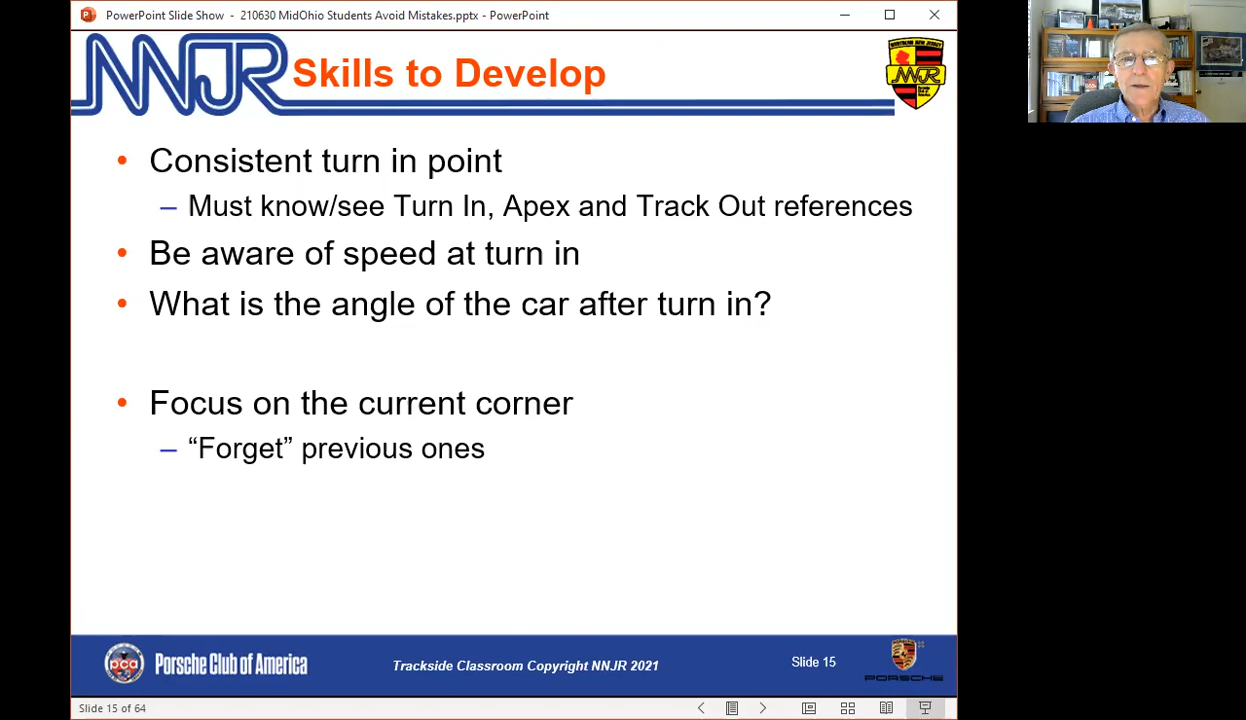 PowerPoint Slide Show - 210630 MidOhio Students Avoid Mistakes.pptx - PowerPoint
NNJR
Skills to Develop
NNJR
• Consistent turn in point
– Must know/see Turn In, Apex and Track Out references
• Be aware of speed at turn in
• What is the angle of the car after turn in?
• Focus on the current corner
– “Forget” previous ones
pca
Porsche Club of America
Trackside Classroom Copyright NNJR 2021
Slide 15
PORSCHE
Slide 15 of 64